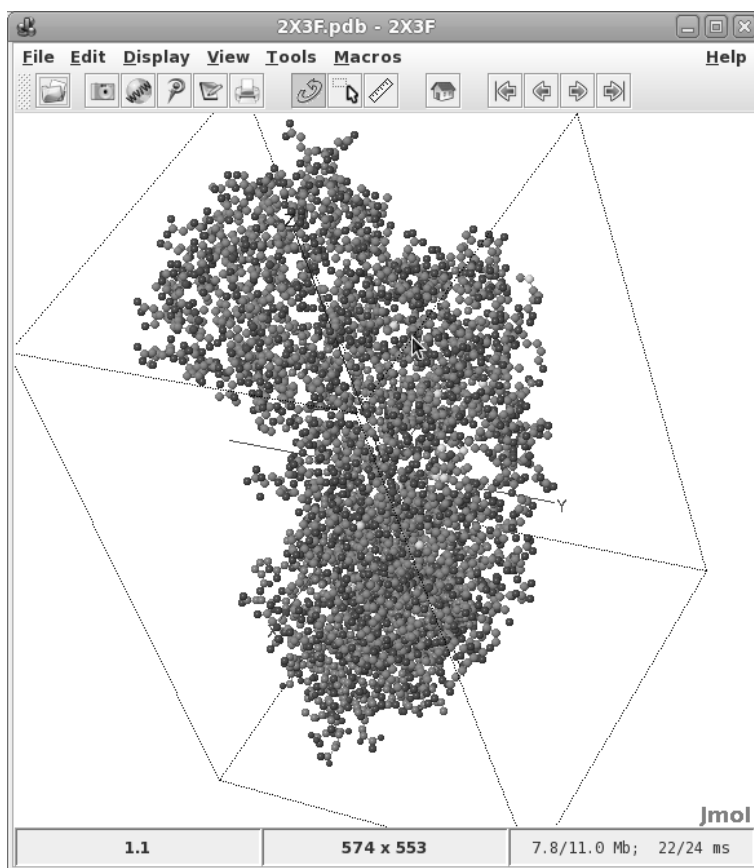 2X3F.pdb - 2X3F
File Edit Display View Tools Macros Help
Z
Y
X
Jmol
1.1 574 x 553 7.8/11.0 Mb; 22/24 ms